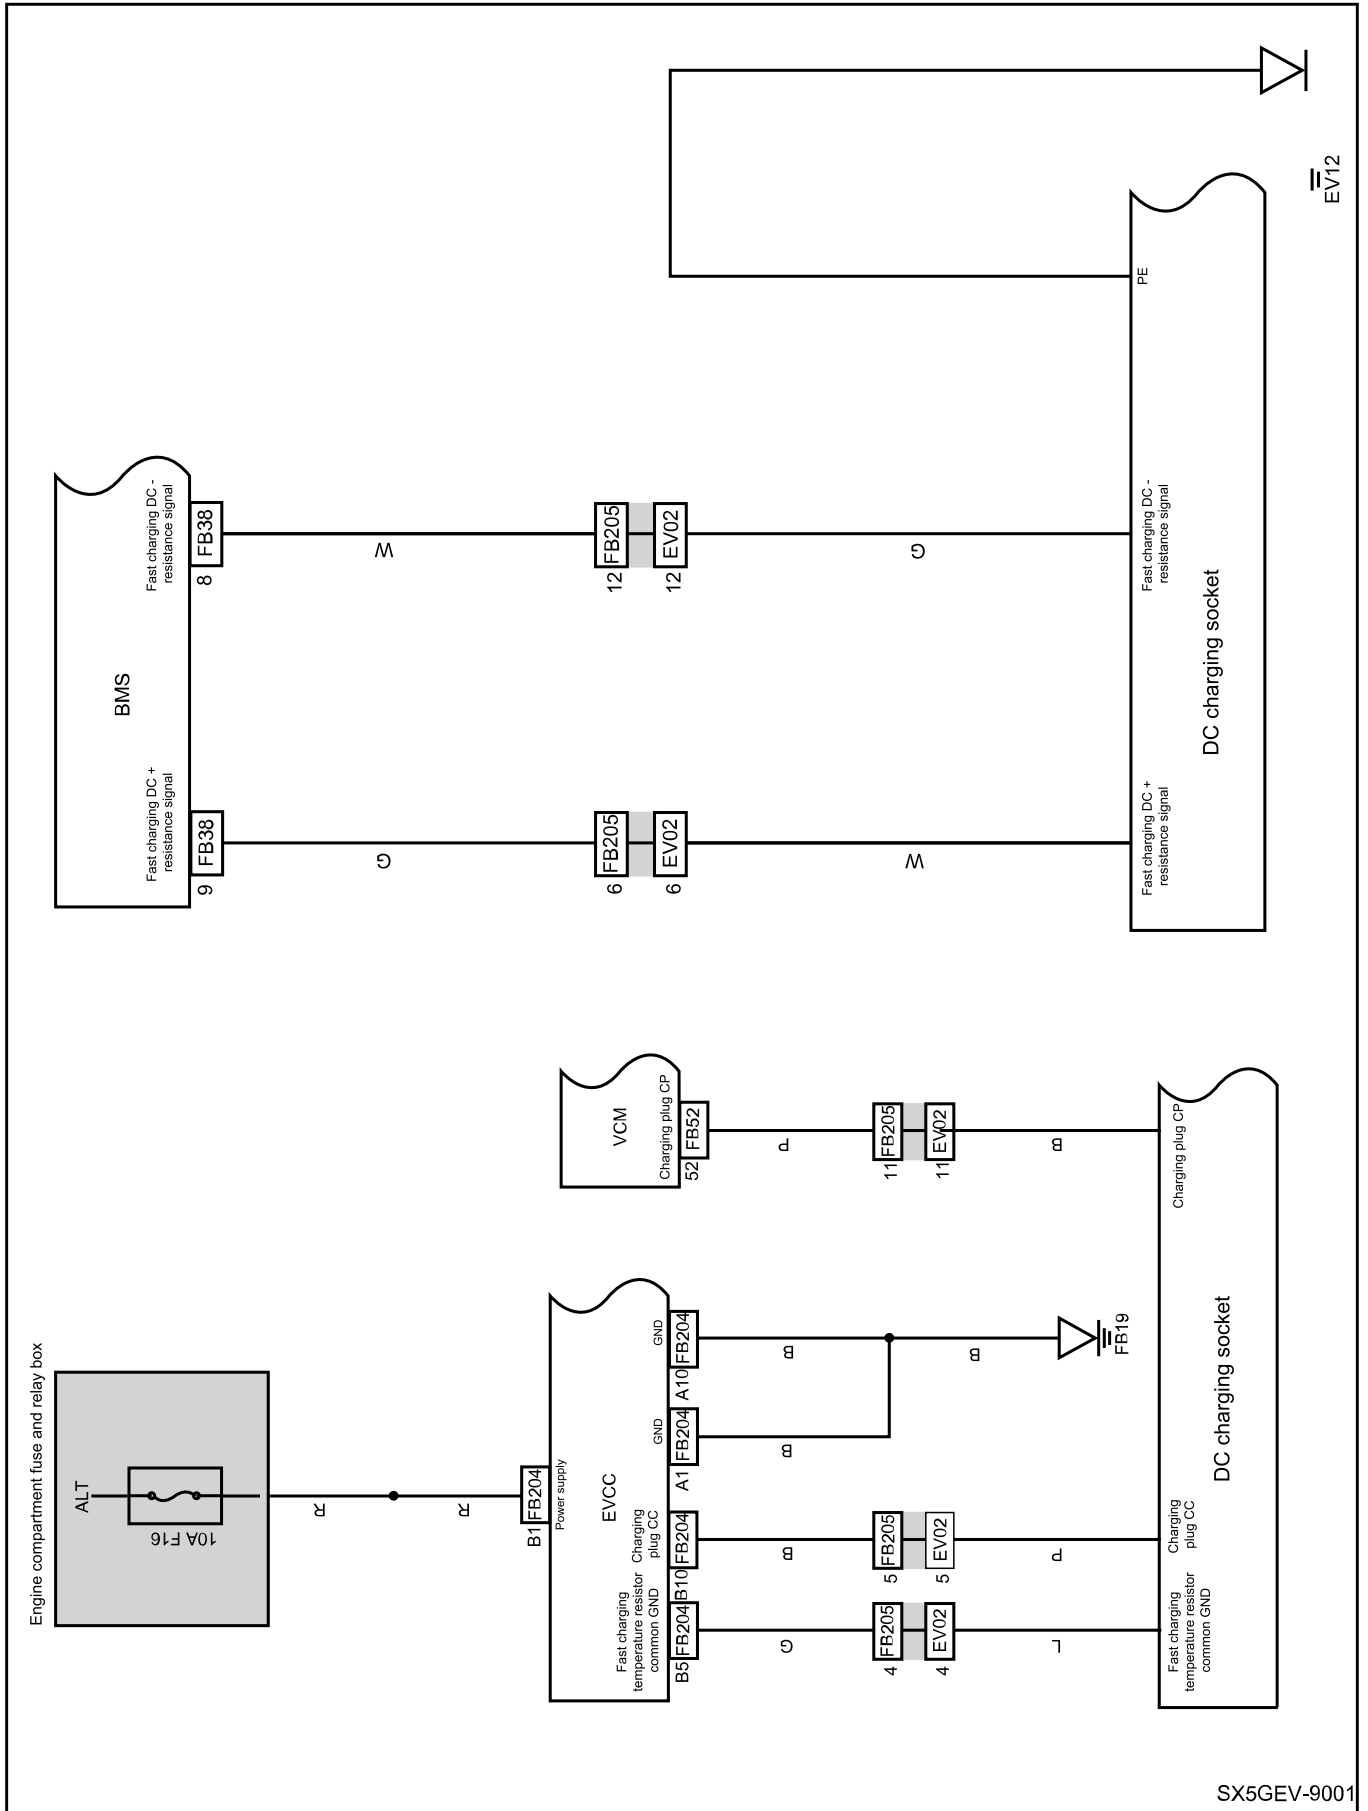 Engine compartment fuse and relay box
ALT
10A F16
R
R
B1
FB204
Power supply
EVCC
Fast charging
temperature resistor
common GND
Charging
plug CC
GND
GND
B5
FB204
B10
FB204
A1
FB204
A10
FB204
G
B
B
B
B
FB19
4
FB205
4
EV02
5
FB205
5
EV02
L
P
Fast charging
temperature resistor
common GND
Charging
plug CC
DC charging socket
Charging plug CP
VCM
Charging plug CP
52
FB52
P
11
FB205
11
EV02
B
BMS
Fast charging DC +
resistance signal
Fast charging DC -
resistance signal
9
FB38
8
FB38
G
W
6
FB205
6
EV02
12
FB205
12
EV02
W
G
Fast charging DC +
resistance signal
Fast charging DC -
resistance signal
PE
DC charging socket
EV12
SX5GEV-9001